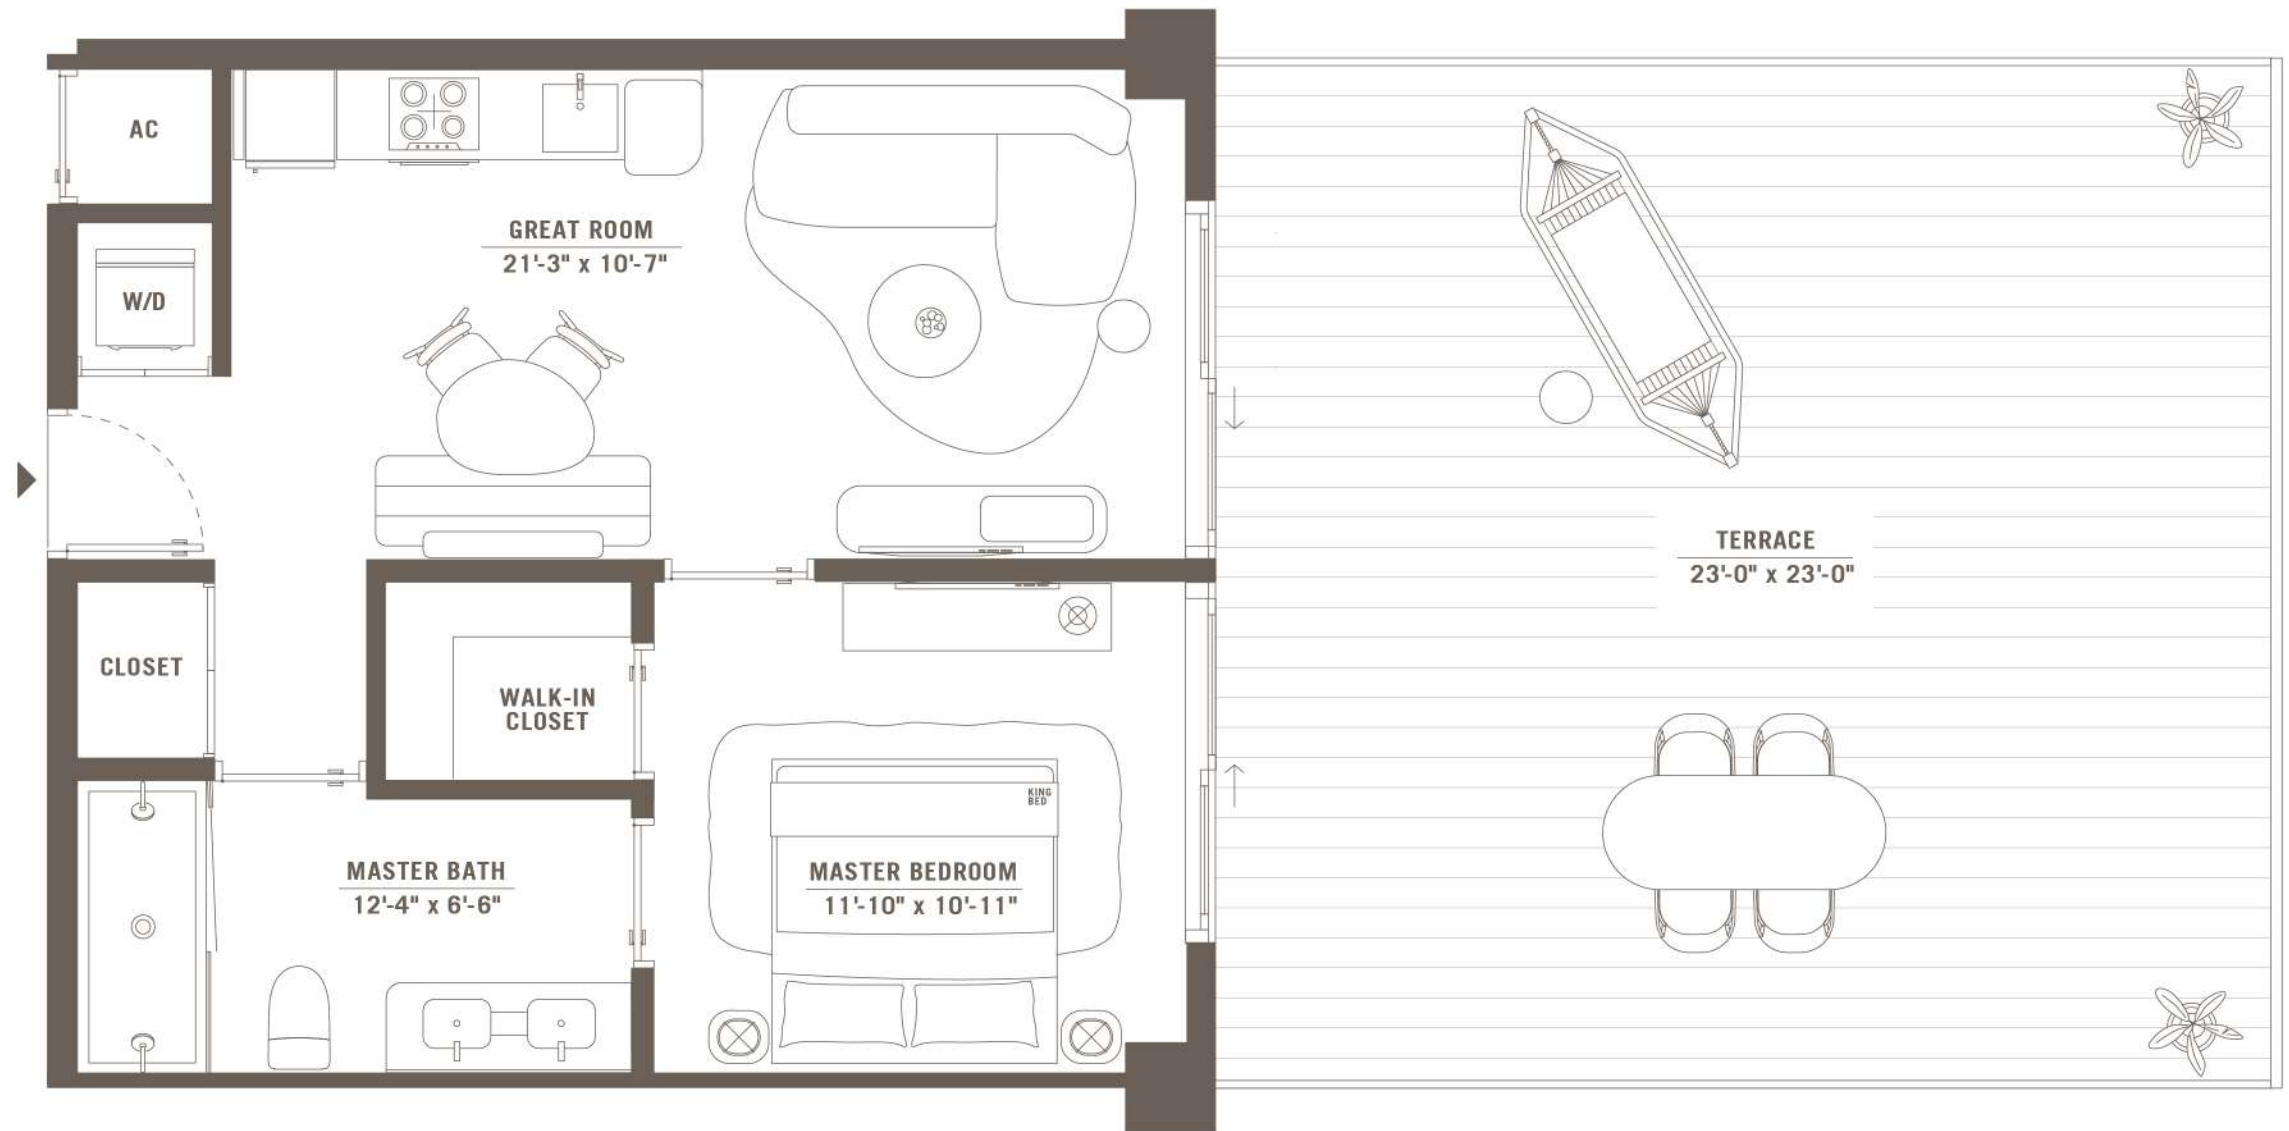 AC
W/D
GREAT ROOM
21'-3" x 10'-7"
TERRACE
23'-0" x 23'-0"
CLOSET
WALK-IN
CLOSET
KING
BED
MASTER BATH
12'-4" x 6'-6"
MASTER BEDROOM
11'-10" x 10'-11"